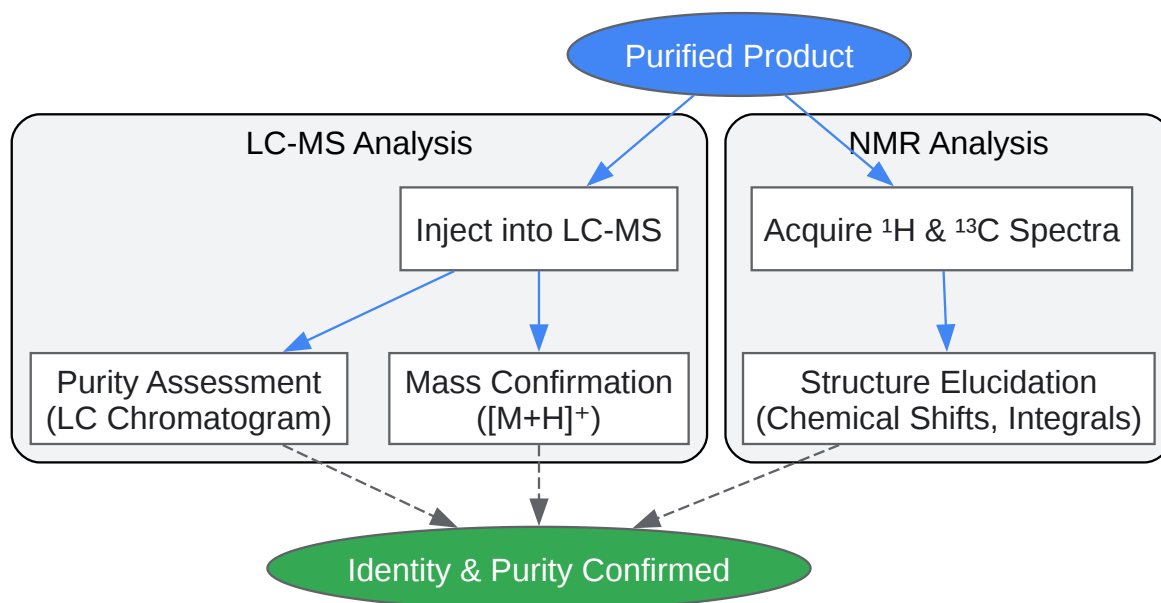 Purified Product
LC-MS Analysis
NMR Analysis
Inject into LC-MS
Acquire ¹H & ¹³C Spectra
Purity Assessment
(LC Chromatogram)
Mass Confirmation
([M+H]⁺)
Structure Elucidation
(Chemical Shifts, Integrals)
Identity & Purity Confirmed